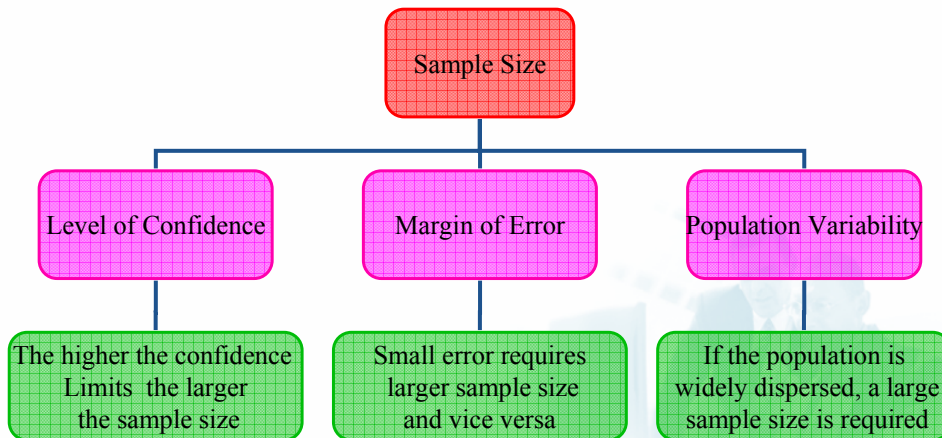 Sample Size
Level of Confidence
Margin of Error
Population Variability
The higher the confidence
Limits the larger
the sample size
Small error requires
larger sample size
and vice versa
If the population is
widely dispersed, a large
sample size is required